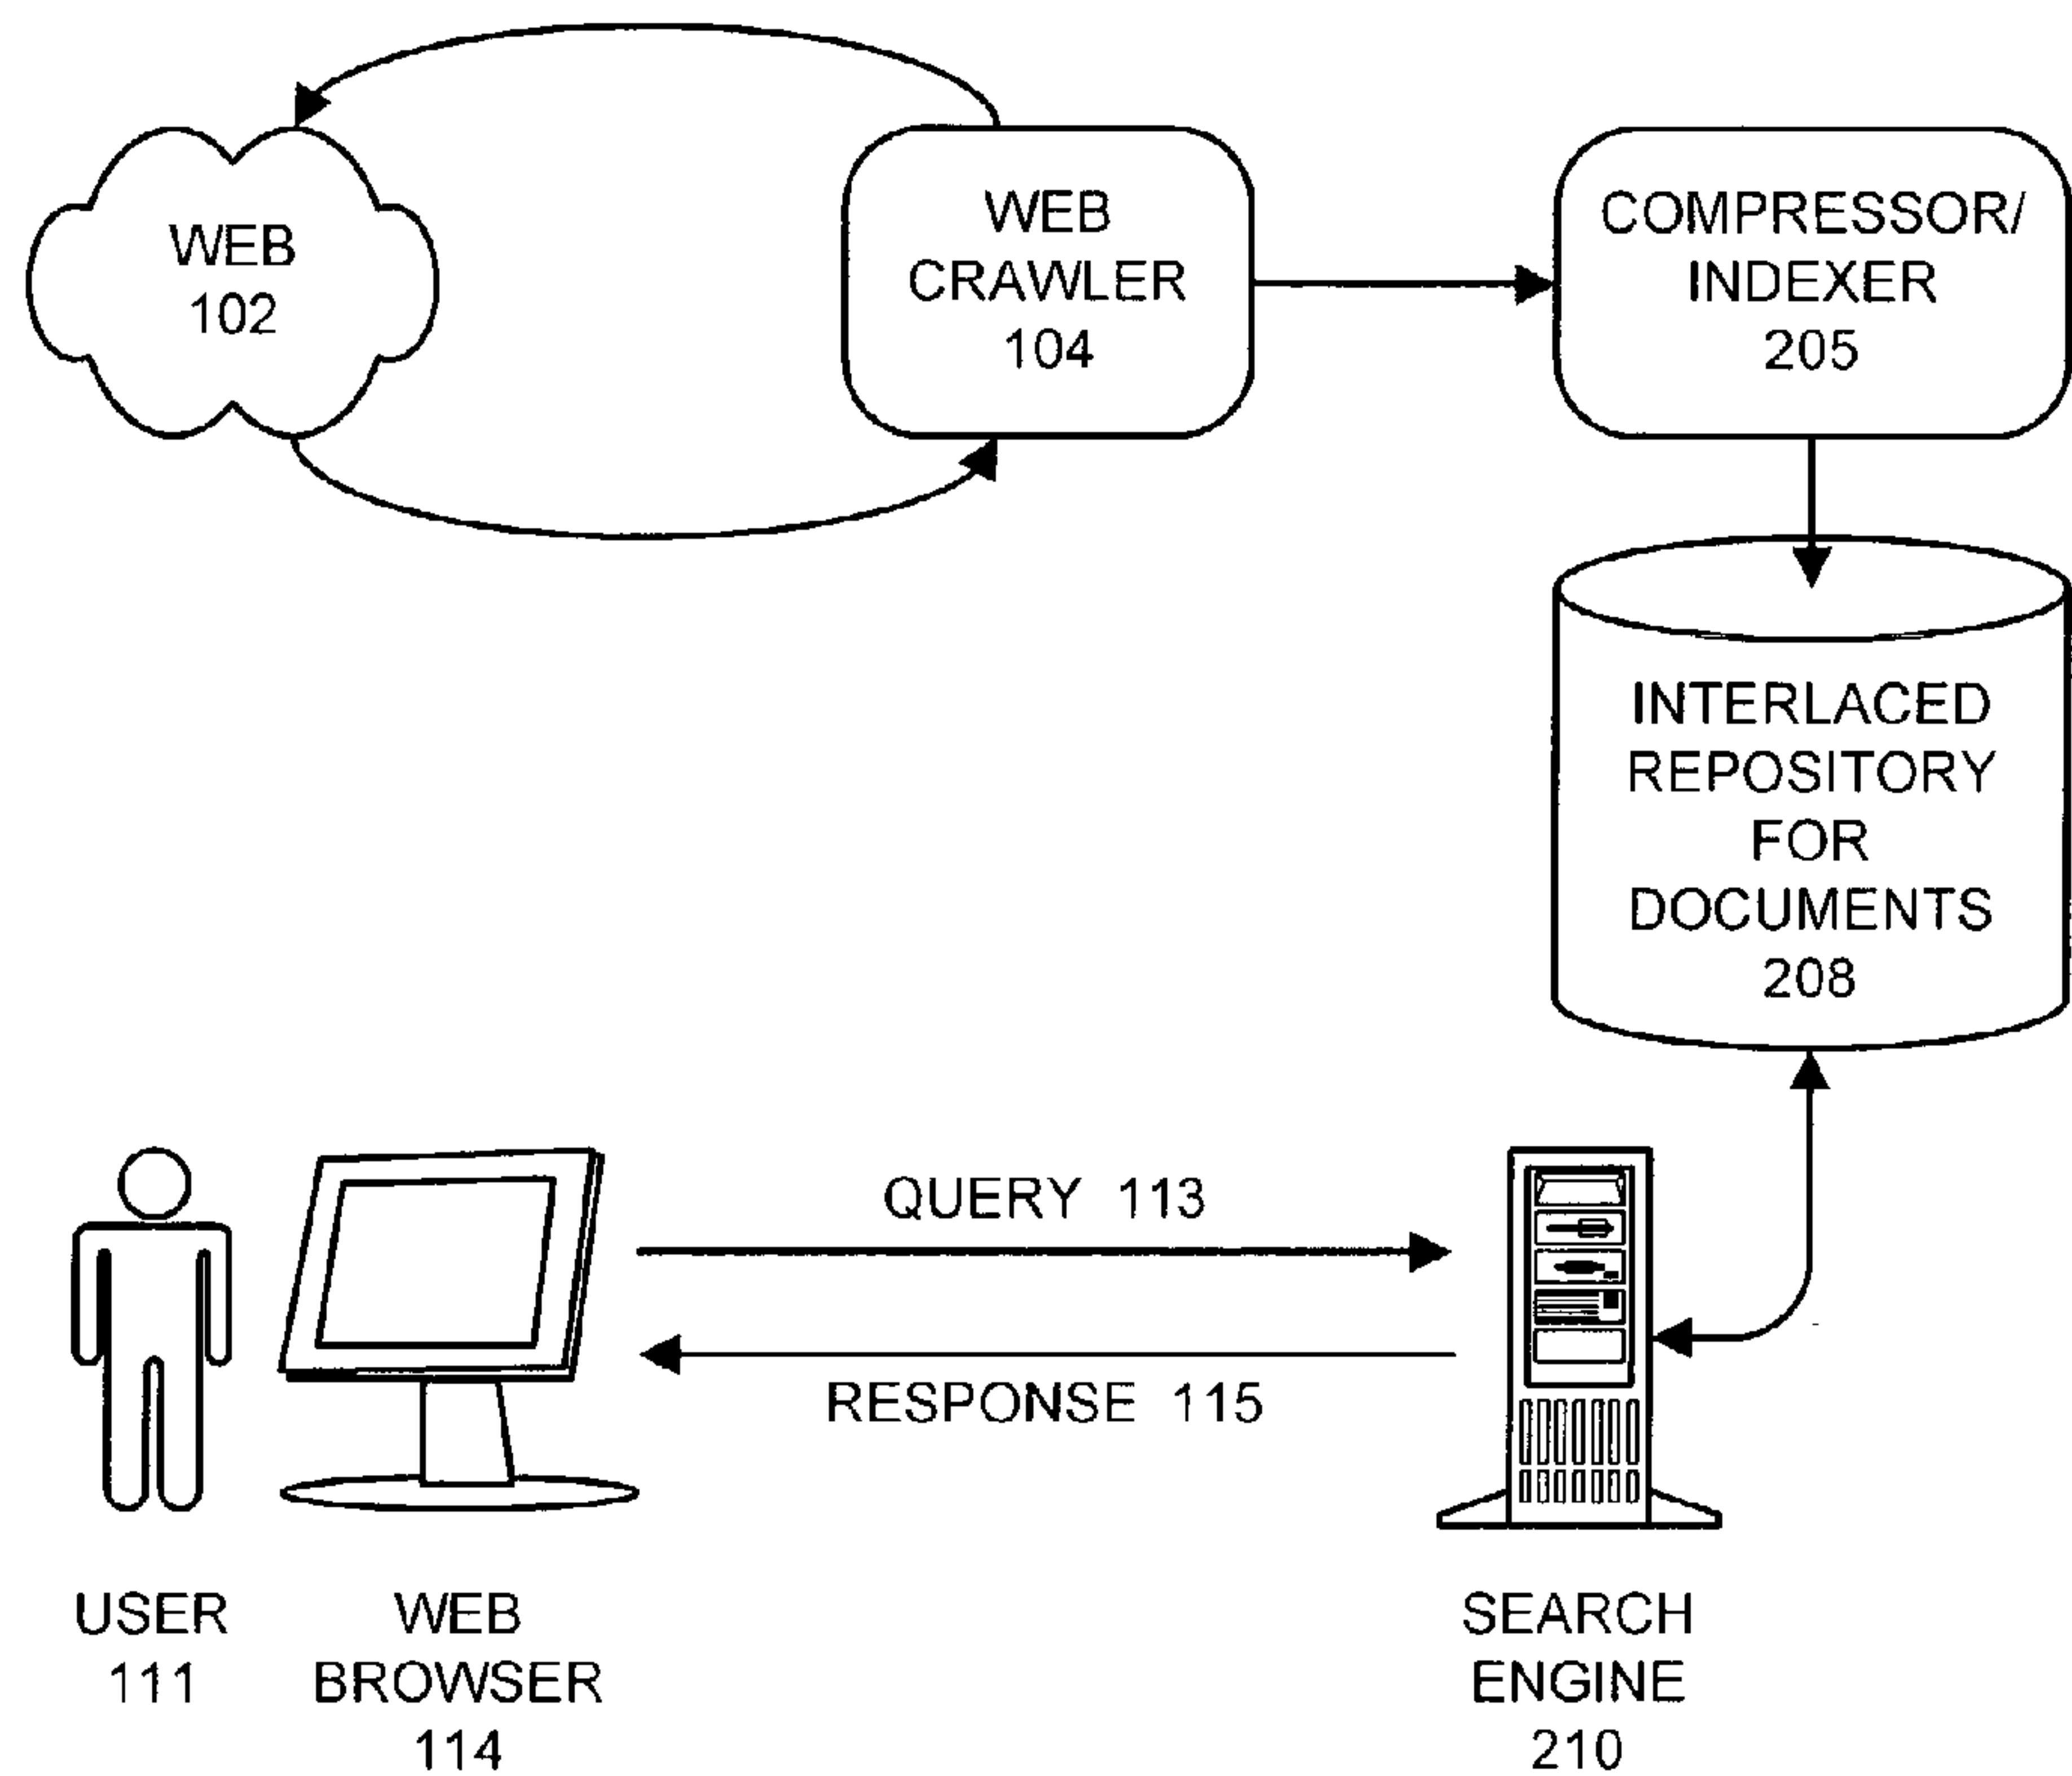 WEB
102
WEB
CRAWLER
104
COMPRESSOR/
INDEXER
205
INTERLACED
REPOSITORY
FOR
DOCUMENTS
208
QUERY 113
RESPONSE 115
USER
111
WEB
BROWSER
114
SEARCH
ENGINE
210